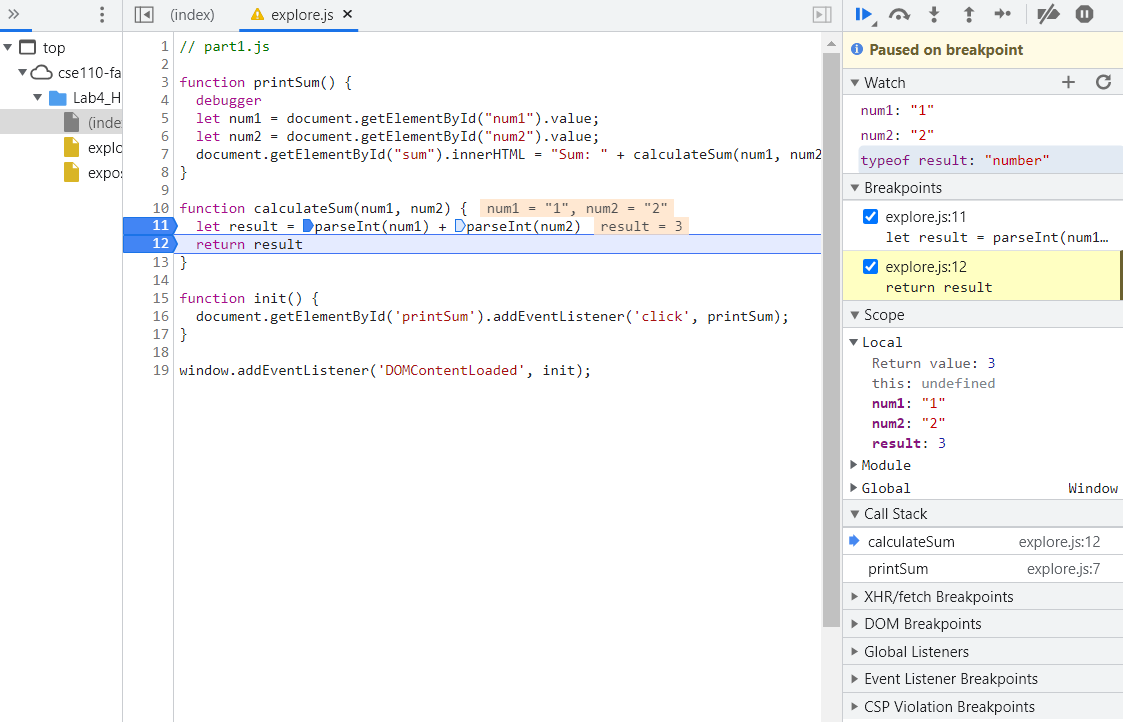 (index)
explore.js
top
cse110-fa
Lab4_H
(inde
explo
expos
1 // part1.js
2
3 function printSum() {
4 debugger
5 let num1 = document.getElementById("num1").value;
6 let num2 = document.getElementById("num2").value;
7 document.getElementById("sum").innerHTML = "Sum: " + calculateSum(num1, num2
8 }
9
10 function calculateSum(num1, num2) { num1 = "1", num2 = "2"
11 let result = parseInt(num1) + parseInt(num2) result = 3
12 return result
13 }
14
15 function init() {
16 document.getElementById('printSum').addEventListener('click', printSum);
17 }
18
19 window.addEventListener('DOMContentLoaded', init);
Paused on breakpoint
Watch
num1: "1"
num2: "2"
typeof result: "number"
Breakpoints
explore.js:11
let result = parseInt(num1…
explore.js:12
return result
Scope
Local
Return value: 3
this: undefined
num1: "1"
num2: "2"
result: 3
Module
Global Window
Call Stack
calculateSum explore.js:12
printSum explore.js:7
XHR/fetch Breakpoints
DOM Breakpoints
Global Listeners
Event Listener Breakpoints
CSP Violation Breakpoints